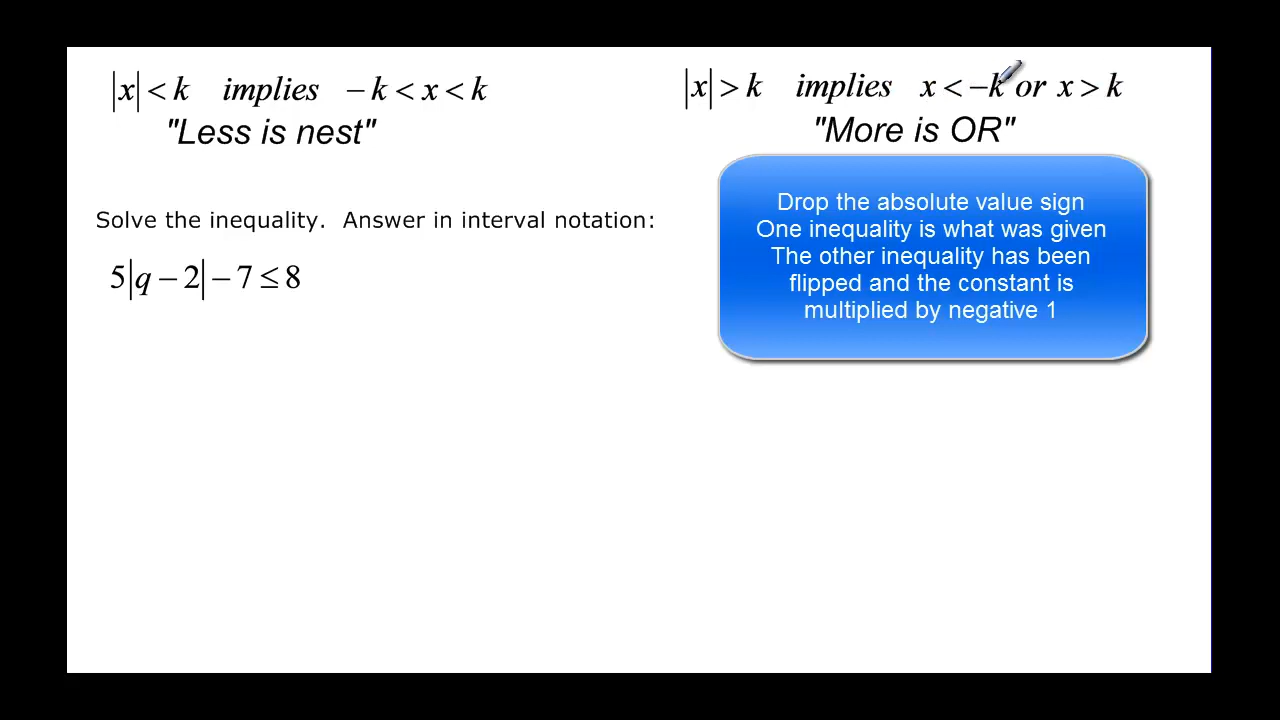 |x| < k implies − k < x < k
"Less is nest"
|x| > k implies x < −k or x > k
"More is OR"
Drop the absolute value sign
One inequality is what was given
The other inequality has been
flipped and the constant is
multiplied by negative 1
Solve the inequality. Answer in interval notation:
5|q − 2| − 7 ≤ 8